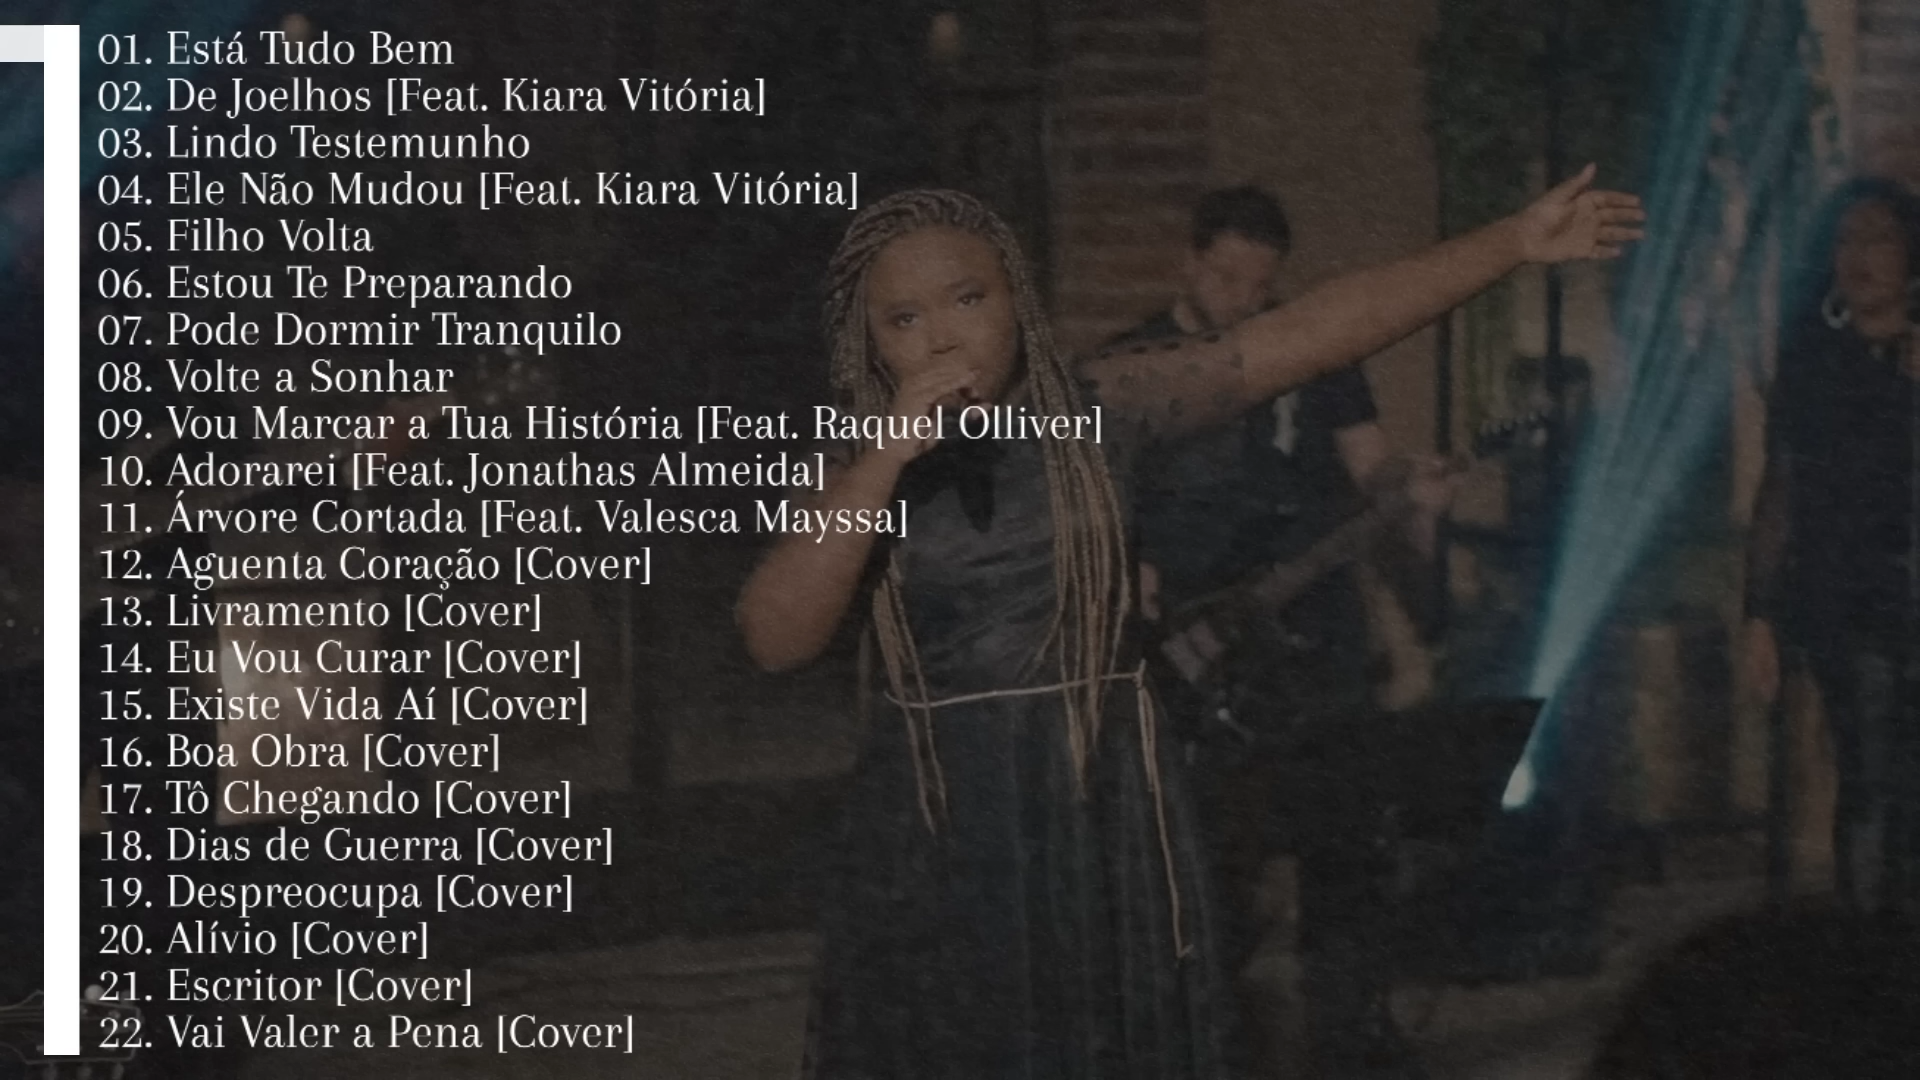 01. Está Tudo Bem
02. De Joelhos [Feat. Kiara Vitória]
03. Lindo Testemunho
04. Ele Não Mudou [Feat. Kiara Vitória]
05. Filho Volta
06. Estou Te Preparando
07. Pode Dormir Tranquilo
08. Volte a Sonhar
09. Vou Marcar a Tua História [Feat. Raquel Olliver]
10. Adorarei [Feat. Jonathas Almeida]
11. Árvore Cortada [Feat. Valesca Mayssa]
12. Aguenta Coração [Cover]
13. Livramento [Cover]
14. Eu Vou Curar [Cover]
15. Existe Vida Aí [Cover]
16. Boa Obra [Cover]
17. Tô Chegando [Cover]
18. Dias de Guerra [Cover]
19. Despreocupa [Cover]
20. Alívio [Cover]
21. Escritor [Cover]
22. Vai Valer a Pena [Cover]